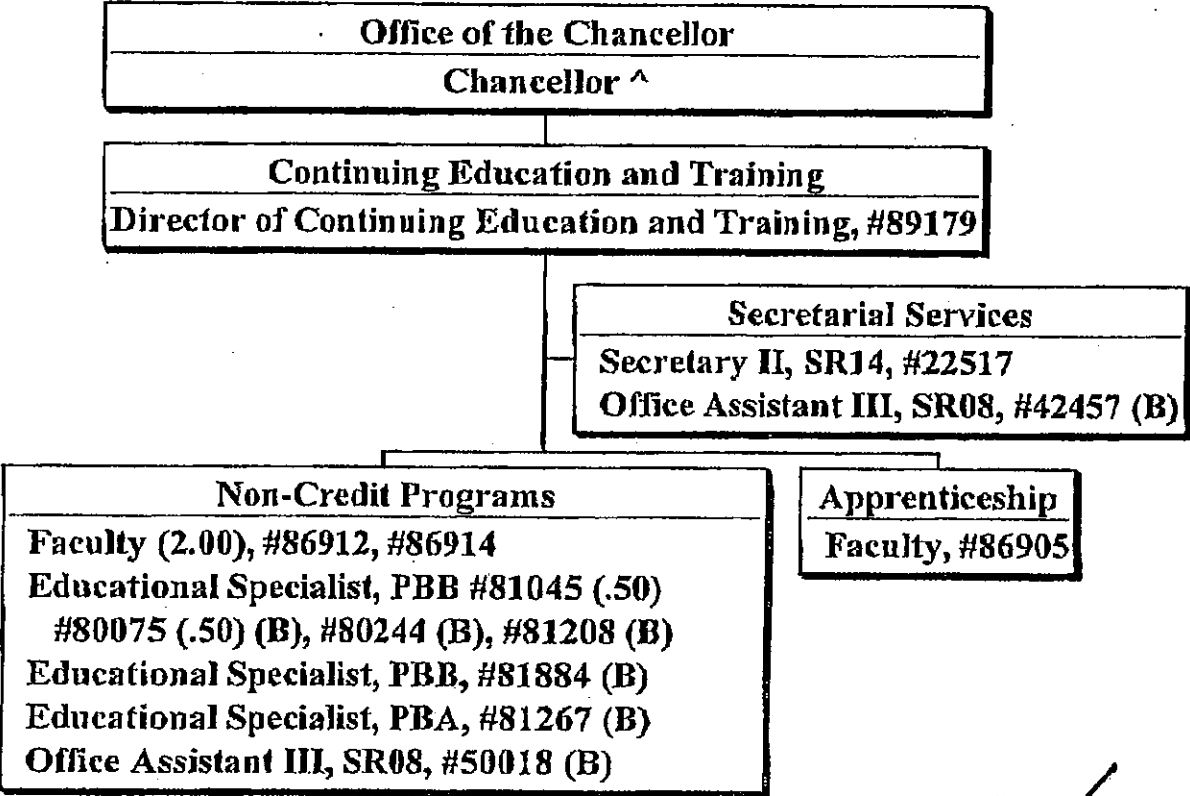 Office of the Chancellor
Chancellor ^
Continuing Education and Training
Director of Continuing Education and Training, #89179
Secretarial Services
Secretary II, SR14, #22517
Office Assistant III, SR08, #42457 (B)
Non-Credit Programs
Faculty (2.00), #86912, #86914
Educational Specialist, PBB #81045 (.50)
#80075 (.50) (B), #80244 (B), #81208 (B)
Educational Specialist, PBB, #81884 (B)
Educational Specialist, PBA, #81267 (B)
Office Assistant III, SR08, #50018 (B)
Apprenticeship
Faculty, #86905